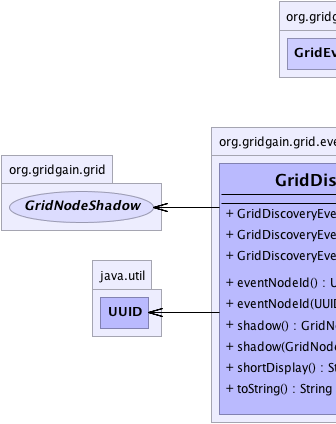 org.gridg
GridEv
org.gridgain.grid.eve
GridDis
org.gridgain.grid
GridNodeShadow
+ GridDiscoveryEve
+ GridDiscoveryEve
+ GridDiscoveryEve
+ eventNodeId() : U
+ eventNodeId(UUID
+ shadow() : GridNo
+ shadow(GridNode
+ shortDisplay() : St
+ toString() : String
java.util
UUID